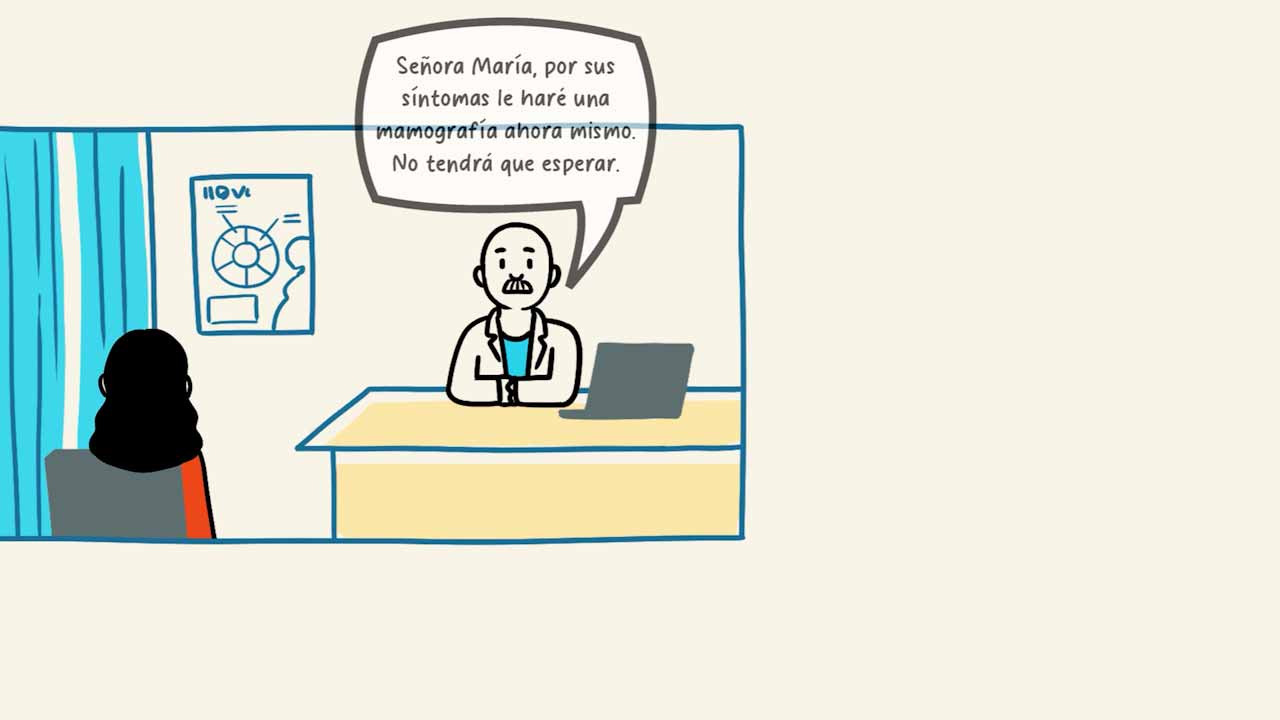 Señora María, por sus
síntomas le haré una
mamografía ahora mismo.
No tendrá que esperar.